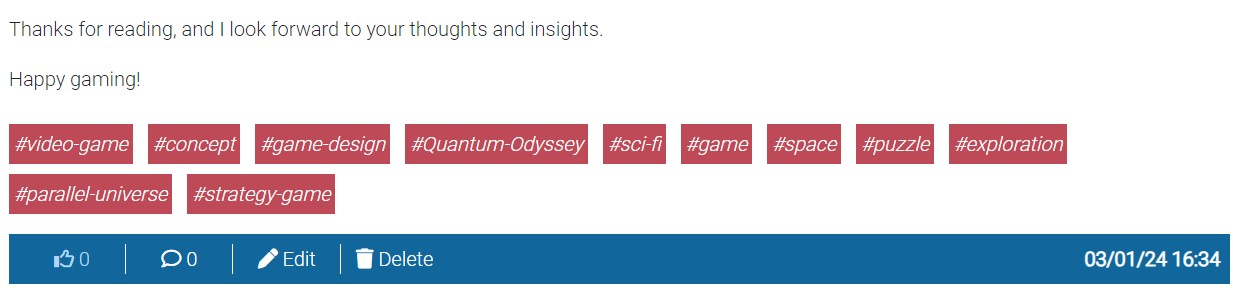 Thanks for reading, and I look forward to your thoughts and insights.
Happy gaming!
#video-game #concept #game-design #Quantum-Odyssey #sci-fi #game #space #puzzle #exploration
#parallel-universe #strategy-game
0 0 Edit Delete 03/01/24 16:34